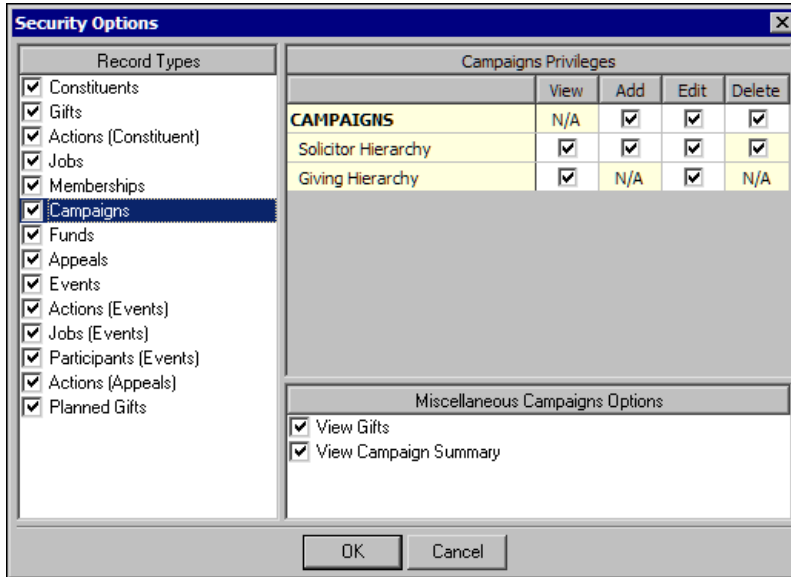 Security Options
Record Types
Constituents
Gifts
Actions (Constituent)
Jobs
Memberships
Campaigns
Funds
Appeals
Events
Actions (Events)
Jobs (Events)
Participants (Events)
Actions (Appeals)
Planned Gifts
Campaigns Privileges
View Add Edit Delete
CAMPAIGNS N/A
Solicitor Hierarchy
Giving Hierarchy N/A N/A
Miscellaneous Campaigns Options
View Gifts
View Campaign Summary
OK Cancel